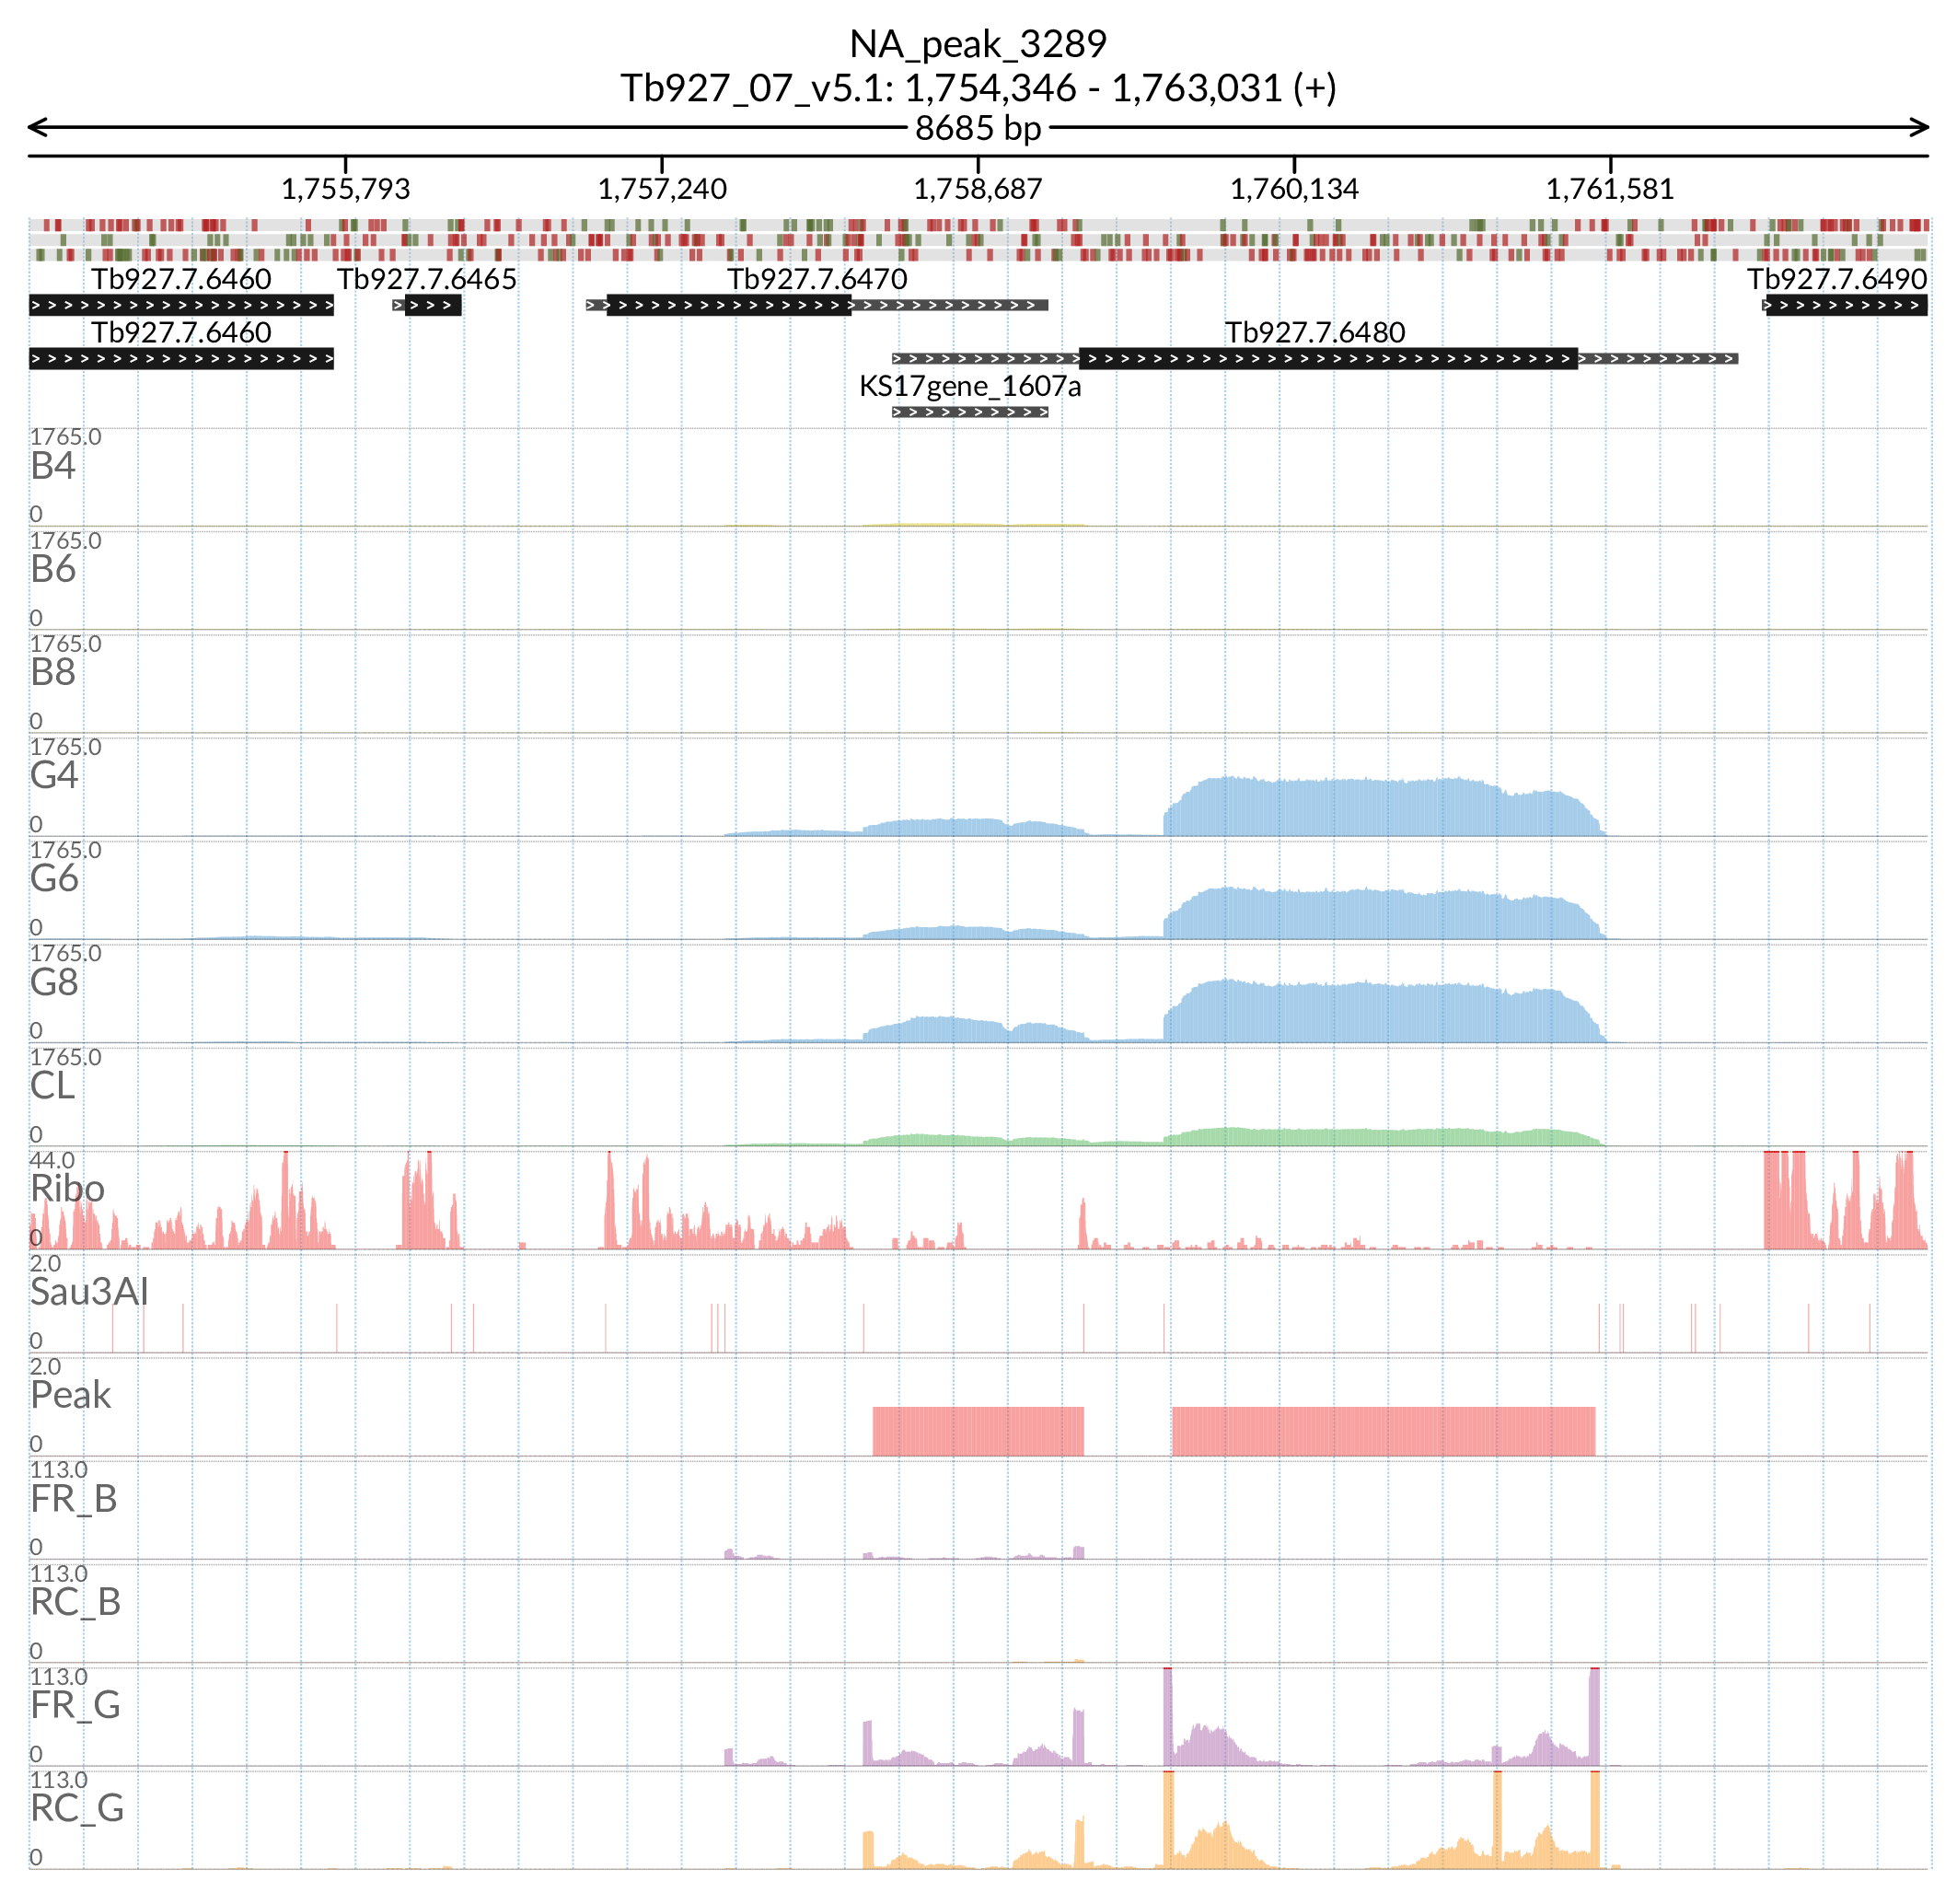 NA_peak_3289
Tb927_07_v5.1: 1,754,346 - 1,763,031 (+)
8685 bp
1,755,793 1,757,240 1,758,687 1,760,134 1,761,581
Tb927.7.6460 Tb927.7.6465 Tb927.7.6470 Tb927.7.6490
Tb927.7.6460 Tb927.7.6480
KS17gene_1607a
1765.0
B4
0
1765.0
B6
0
1765.0
B8
0
1765.0
G4
0
1765.0
G6
0
1765.0
G8
0
1765.0
CL
0
44.0
Ribo
0
2.0
Sau3AI
0
2.0
Peak
0
113.0
FR_B
0
113.0
RC_B
0
113.0
FR_G
0
113.0
RC_G
0